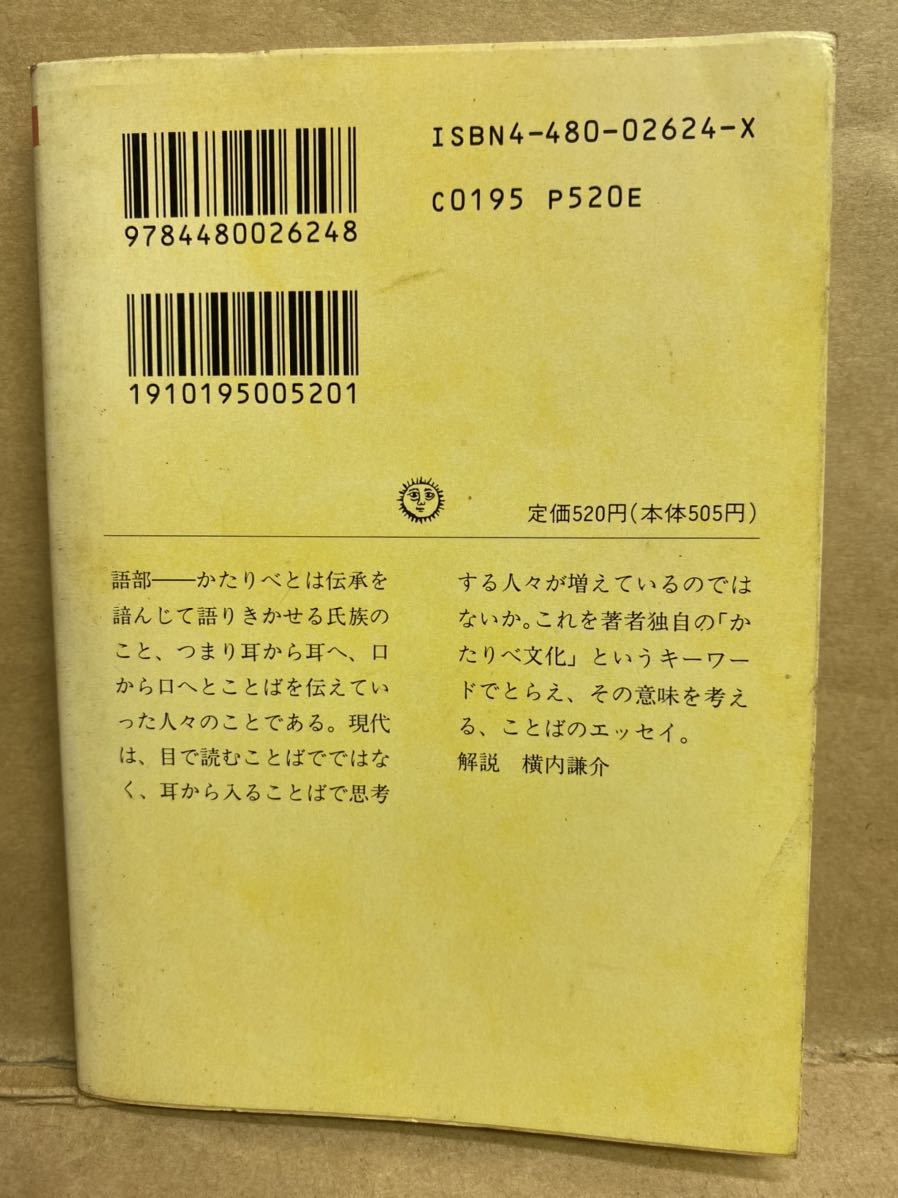 ISBN4-480-02624-X
C0195 P520E
9784480026248
1910195005201
定価520円(本体505円)
語部――かたりべとは伝承を
諳んじて語りきかせる氏族の
こと、つまり耳から耳へ、口
から口へとことばを伝えてい
った人々のことである。現代
は、目で読むことばでではな
く、耳から入ることばで思考
する人々が増えているのでは
ないか。これを著者独自の「か
たりべ文化」というキーワー
ドでとらえ、その意味を考え
る、ことばのエッセイ。
解説 横内謙介